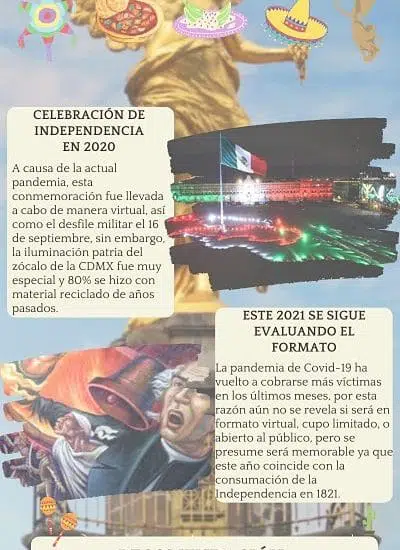 CELEBRACIÓN DE
INDEPENDENCIA
EN 2020
A causa de la actual
pandemia, esta
conmemoración fue llevada
a cabo de manera virtual, así
como el desfile militar el 16
de septiembre, sin embargo,
la iluminación patria del
zócalo de la CDMX fue muy
especial y 80% se hizo con
material reciclado de años
pasados.
ESTE 2021 SE SIGUE
EVALUANDO EL
FORMATO
La pandemia de Covid-19 ha
vuelto a cobrarse más víctimas
en los últimos meses, por esta
razón aún no se revela si será en
formato virtual, cupo limitado, o
abierto al público, pero se
presume será memorable ya que
este año coincide con la
consumación de la
Independencia en 1821.